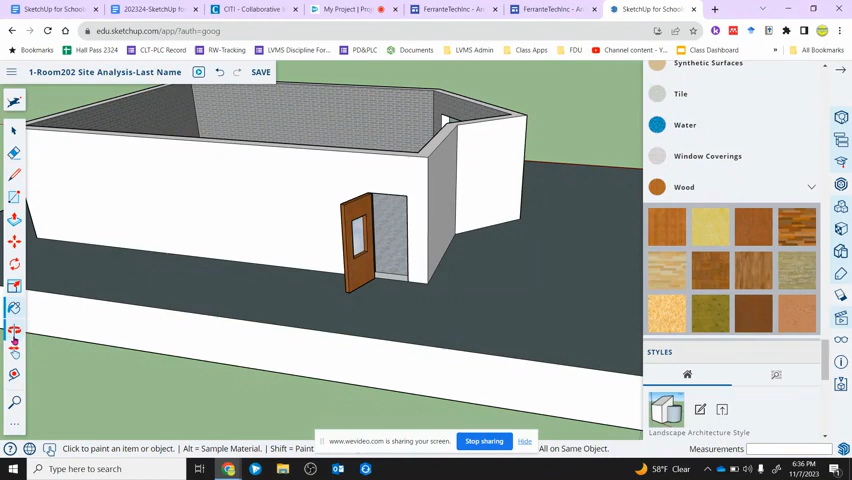 SketchUp for School
202324-SketchUp fo
CITI - Collaborative I
My Project | Proj
FerranteTechInc - An
FerranteTechInc - An
SketchUp for School
edu.sketchup.com/app/?auth=goog
Bookmarks
Hall Pass 2324
CLT-PLC Record
RW-Tracking
LVMS Discipline For...
PD&PLC
Documents
LVMS Admin
Class Apps
FDU
Channel content - Y...
All Bookmarks
1-Room202 Site Analysis-Last Name
SAVE
Synthetic Surfaces
Tile
Water
Window Coverings
Wood
STYLES
Landscape Architecture Style
www.wevideo.com is sharing your screen.
Stop sharing
Hide
Click to paint an item or object. | Alt = Sample Material. | Shift = Paint
All on Same Object.
Measurements
Type here to search
58°F Clear
6:36 PM
11/7/2023